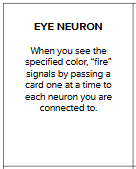 EYE NEURON
When you see the
specified color, “fire”
signals by passing a
card one at a time to
each neuron you are
connected to.